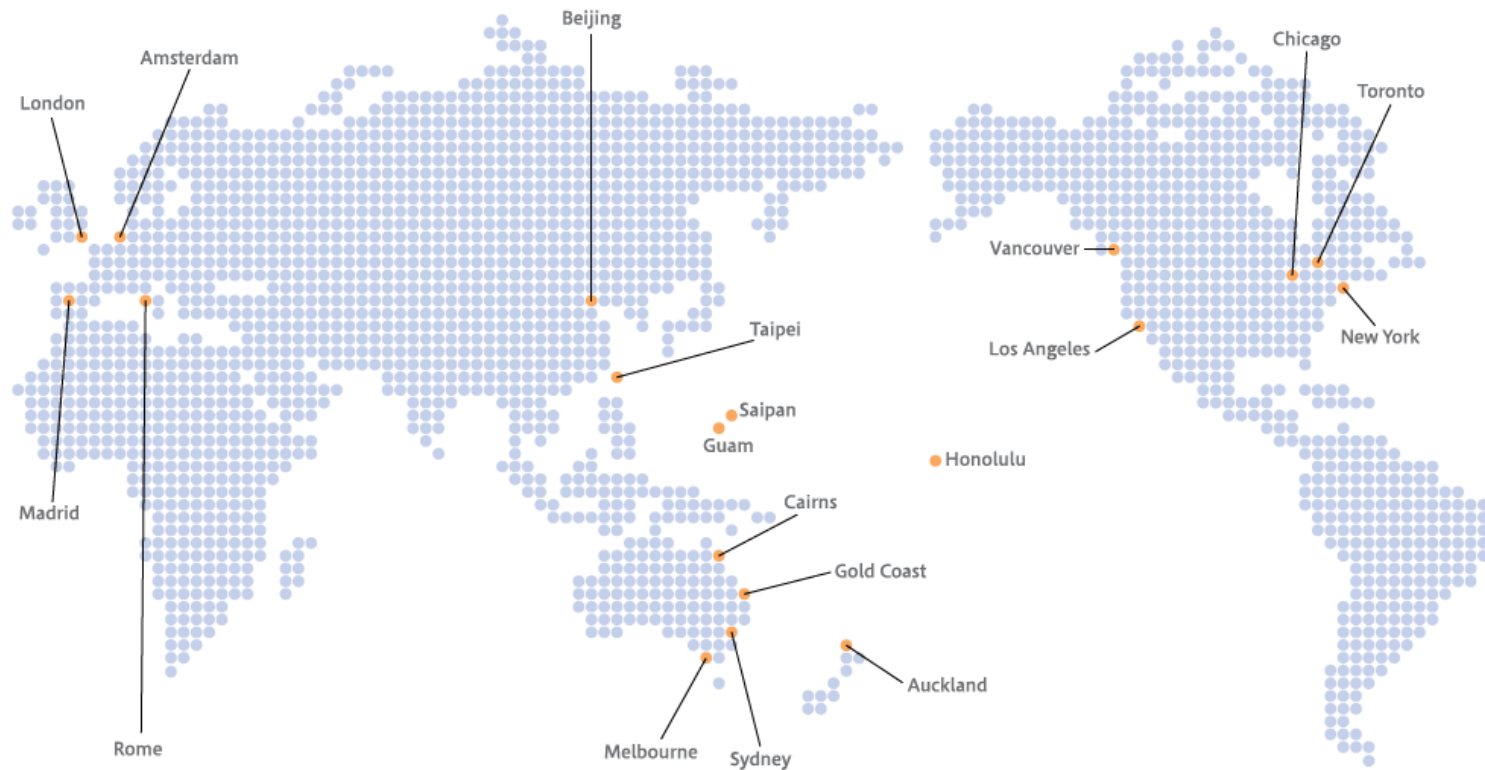 Beijing
Chicago
Amsterdam
Toronto
London
Vancouver
Taipei
New York
Los Angeles
Saipan
Guam
Honolulu
Cairns
Madrid
Gold Coast
Auckland
Rome
Melbourne
Sydney